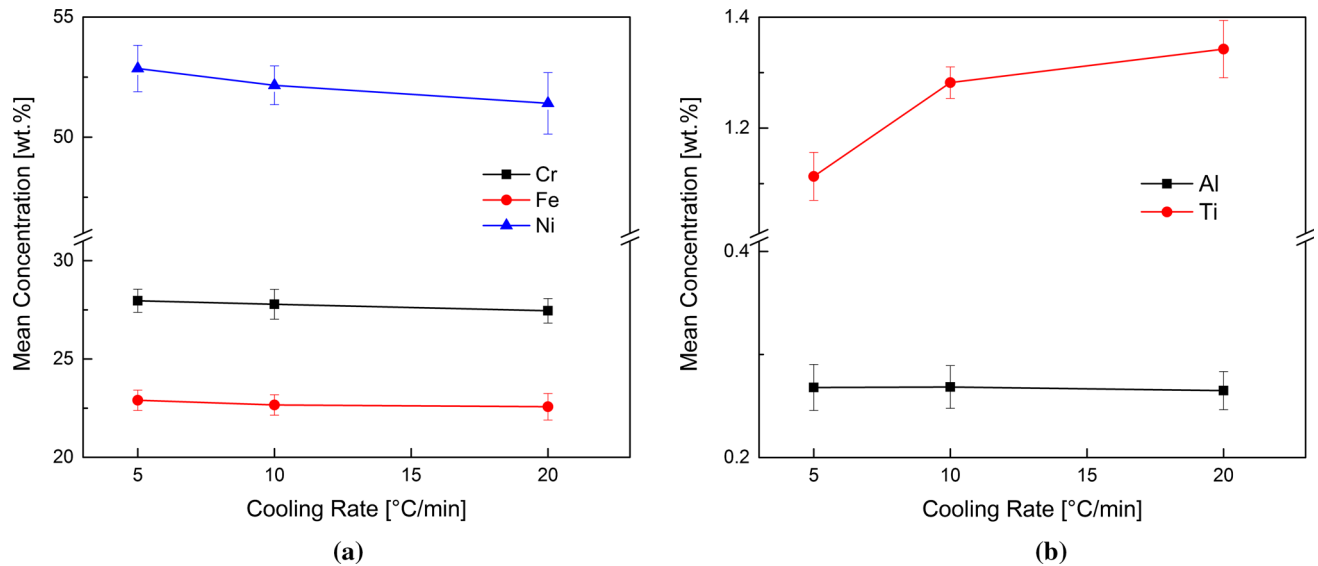 55
50
30
25
20
Mean Concentration [wt.%]
Cr
Fe
Ni
5 10 15 20
Cooling Rate [°C/min]
(a)
1.4
1.2
0.4
0.2
Mean Concentration [wt.%]
Al
Ti
5 10 15 20
Cooling Rate [°C/min]
(b)